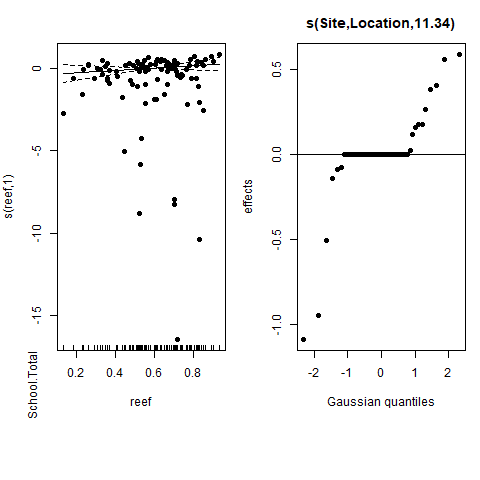 s(Site,Location,11.34)
0
-5
-10
-15
s(reef,1)
School.Total
0.2 0.4 0.6 0.8
reef
0.5
0.0
-0.5
-1.0
effects
-2 -1 0 1 2
Gaussian quantiles